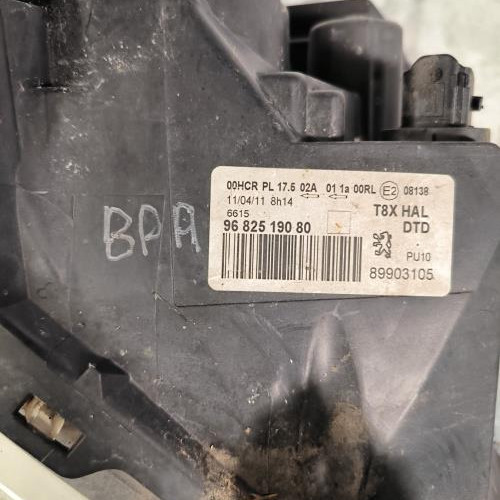 00HCR PL 17.5 02A 01 1a 00RL E2 08138
11/04/11 8h14
6615
96 825 190 80
T8X HAL
DTD
PU10
89903105
BPA